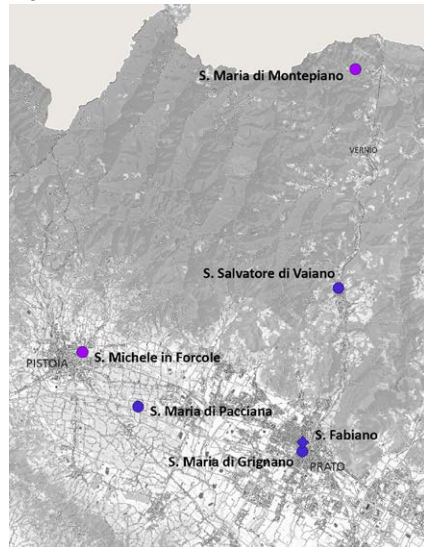 S. Maria di Montepiano
VERNIO
S. Salvatore di Vaiano
S. Michele in Forcole
PISTOIA
S. Maria di Pacciana
S. Fabiano
S. Maria di Grignano
PRATO